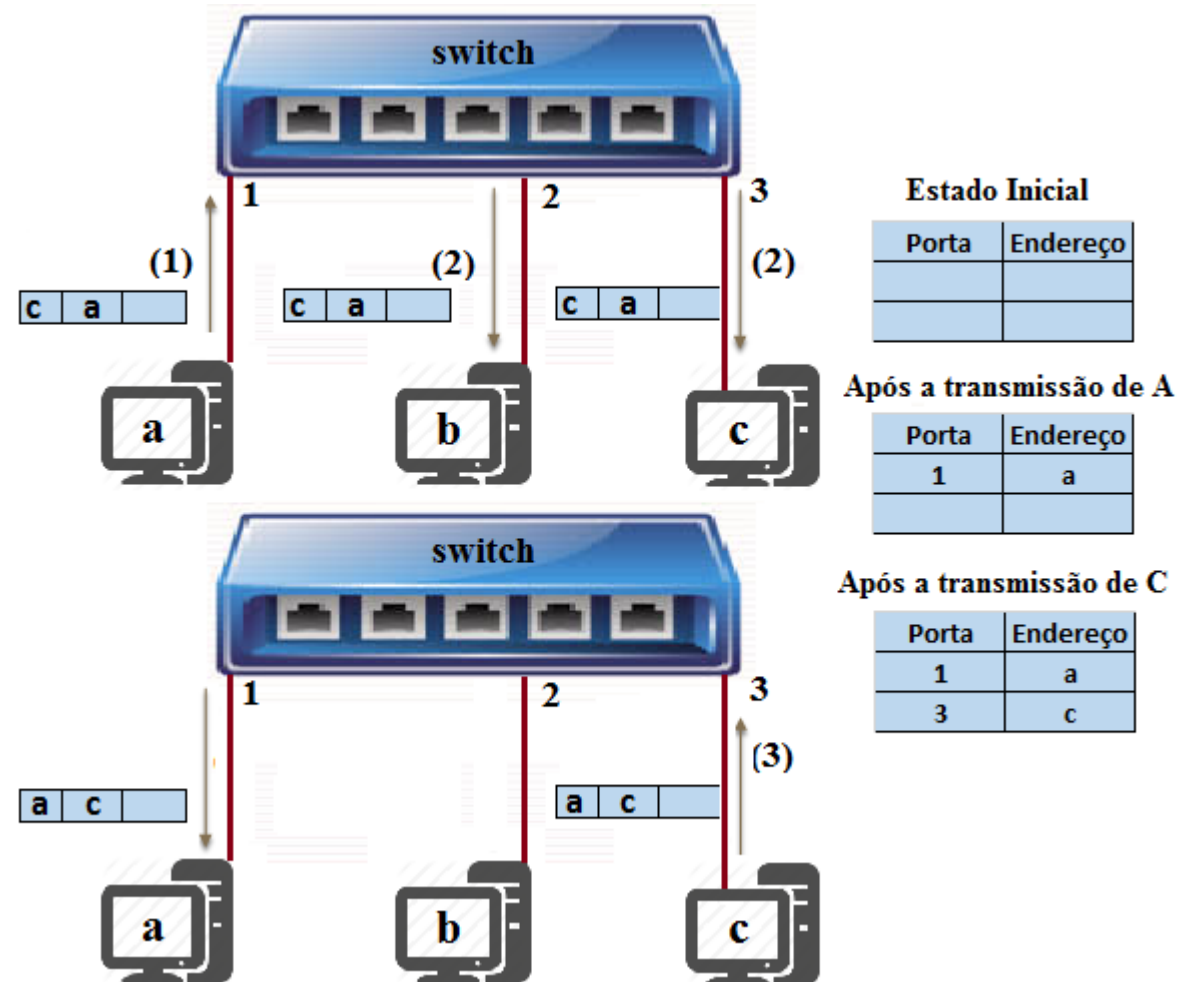 switch
1 2 3
(1) (2) (2)
c a
c a
c a
a b c
Estado Inicial
Porta Endereço
Após a transmissão de A
Porta Endereço
1 a
switch
1 2 3
(3)
a c
a c
a b c
Após a transmissão de C
Porta Endereço
1 a
3 c